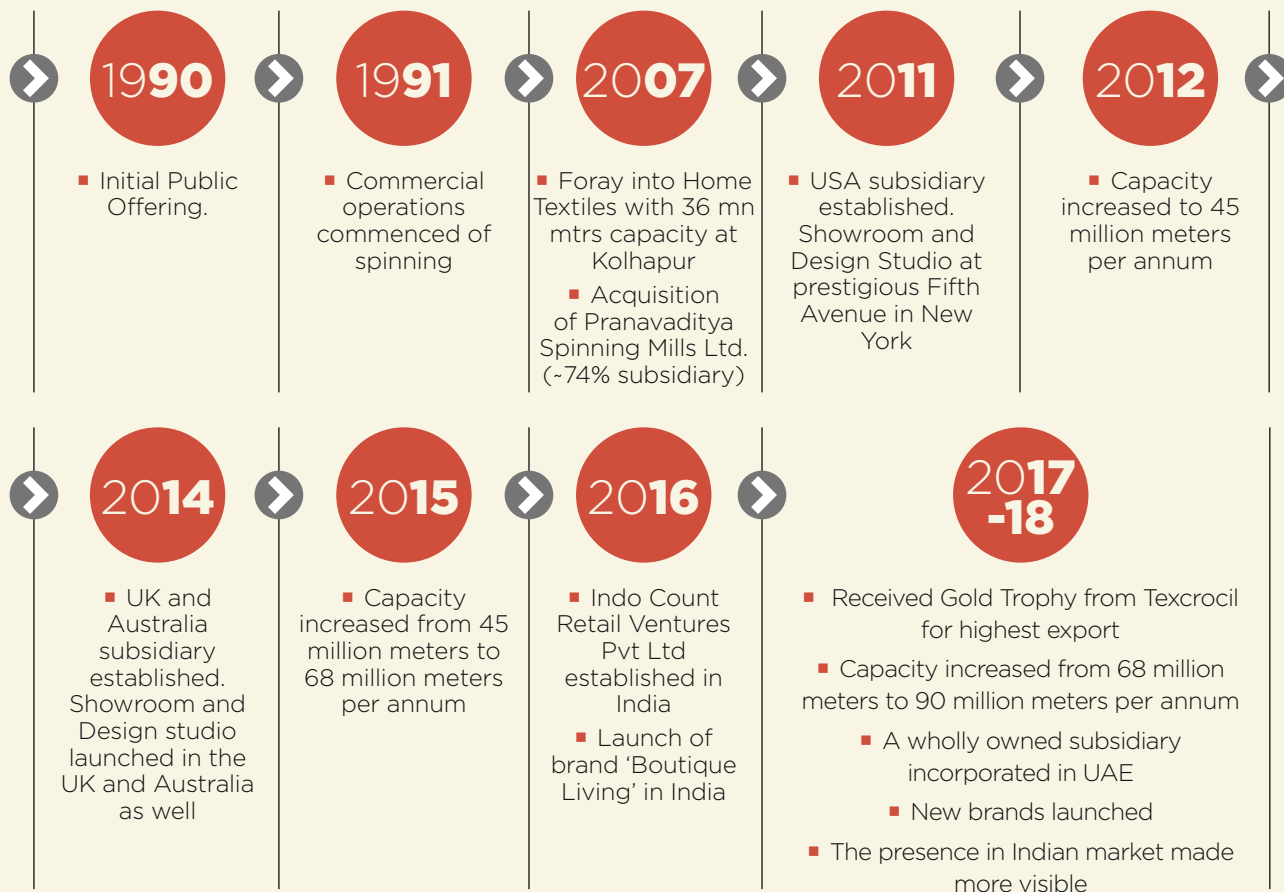 1990
■ Initial Public
Offering.
1991
■ Commercial
operations
commenced of
spinning
2007
■ Foray into Home
Textiles with 36 mn
mtrs capacity at
Kolhapur
■ Acquisition
of Pranavaditya
Spinning Mills Ltd.
(~74% subsidiary)
2011
■ USA subsidiary
established.
Showroom and
Design Studio at
prestigious Fifth
Avenue in New
York
2012
■ Capacity
increased to 45
million meters
per annum
2014
■ UK and
Australia
subsidiary
established.
Showroom and
Design studio
launched in the
UK and Australia
as well
2015
■ Capacity
increased from 45
million meters to
68 million meters
per annum
2016
■ Indo Count
Retail Ventures
Pvt Ltd
established in
India
■ Launch of
brand ‘Boutique
Living’ in India
2017
-18
■ Received Gold Trophy from Texcrocil
for highest export
■ Capacity increased from 68 million
meters to 90 million meters per annum
■ A wholly owned subsidiary
incorporated in UAE
■ New brands launched
■ The presence in Indian market made
more visible